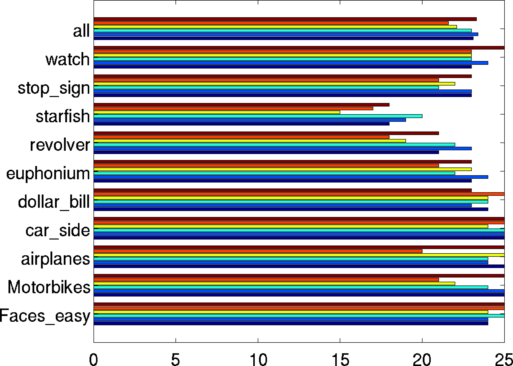 all
watch
stop_sign
starfish
revolver
euphonium
dollar_bill
car_side
airplanes
Motorbikes
Faces_easy
0 5 10 15 20 25